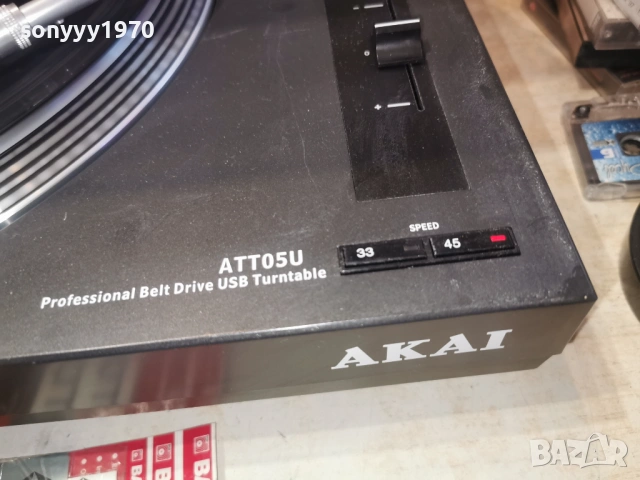 sonyyy1970
+
SPEED
33 45
ATT05U
Professional Belt Drive USB Turntable
AKAI
BAZAR